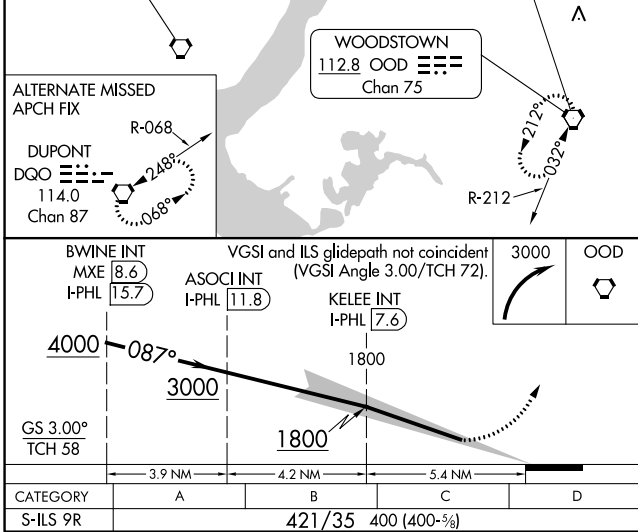 WOODSTOWN
112.8 OOD
Chan 75
ALTERNATE MISSED
APCH FIX
R-068
DUPONT
DQO
114.0
Chan 87
248°
068°
212°
032°
R-212
BWINE INT
MXE 8.6
I-PHL 15.7
ASOCI INT
I-PHL 11.8
VGSI and ILS glidepath not coincident
(VGSI Angle 3.00/TCH 72).
KELEE INT
I-PHL 7.6
3000
OOD
4000
087°
3000
1800
1800
GS 3.00°
TCH 58
3.9 NM
4.2 NM
5.4 NM
CATEGORY A B C D
S-ILS 9R 421/35 400 (400-⅝)